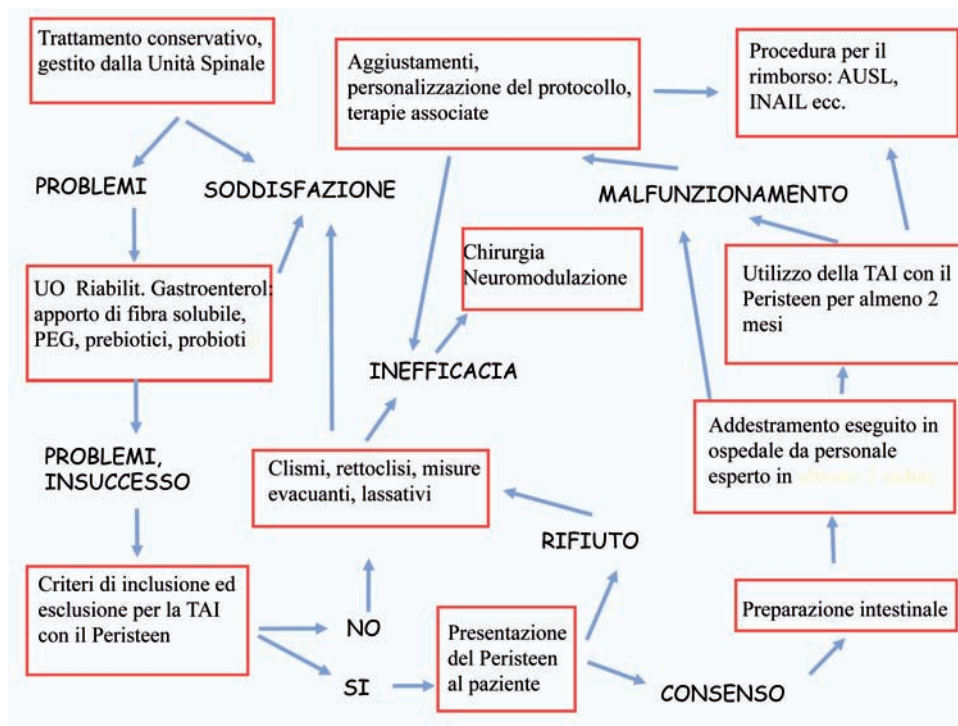 Trattamento conservativo,
gestito dalla Unità Spinale
Aggiustamenti,
personalizzazione del protocollo,
terapie associate
Procedura per il
rimborso: AUSL,
INAIL ecc.
PROBLEMI
SODDISFAZIONE
MALFUNZIONAMENTO
UO Riabilit. Gastroenterol:
apporto di fibra solubile,
PEG, prebiotici, probioti
Chirurgia
Neuromodulazione
Utilizzo della TAI con il
Peristeen per almeno 2
mesi
INEFFICACIA
PROBLEMI,
INSUCCESSO
Clismi, rettoclisi, misure
evacuanti, lassativi
Addestramento eseguito in
ospedale da personale
esperto in
RIFIUTO
Criteri di inclusione ed
esclusione per la TAI
con il Peristeen
NO
SI
Presentazione
del Peristeen
al paziente
Preparazione intestinale
CONSENSO